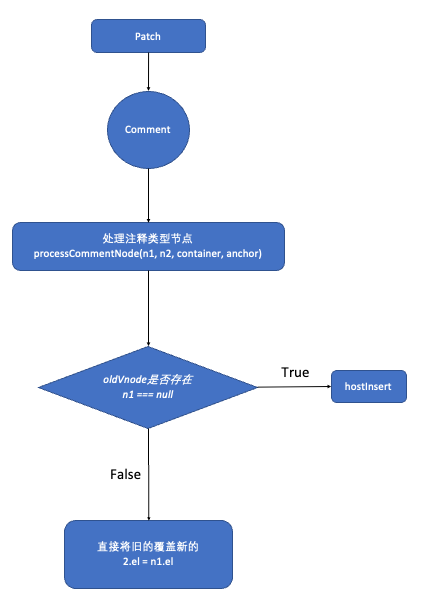 Patch
Comment
处理注释类型节点
processCommentNode(n1, n2, container, anchor)
oldVnode是否存在
n1 === null
True
hostInsert
False
直接将旧的覆盖新的
2.el = n1.el